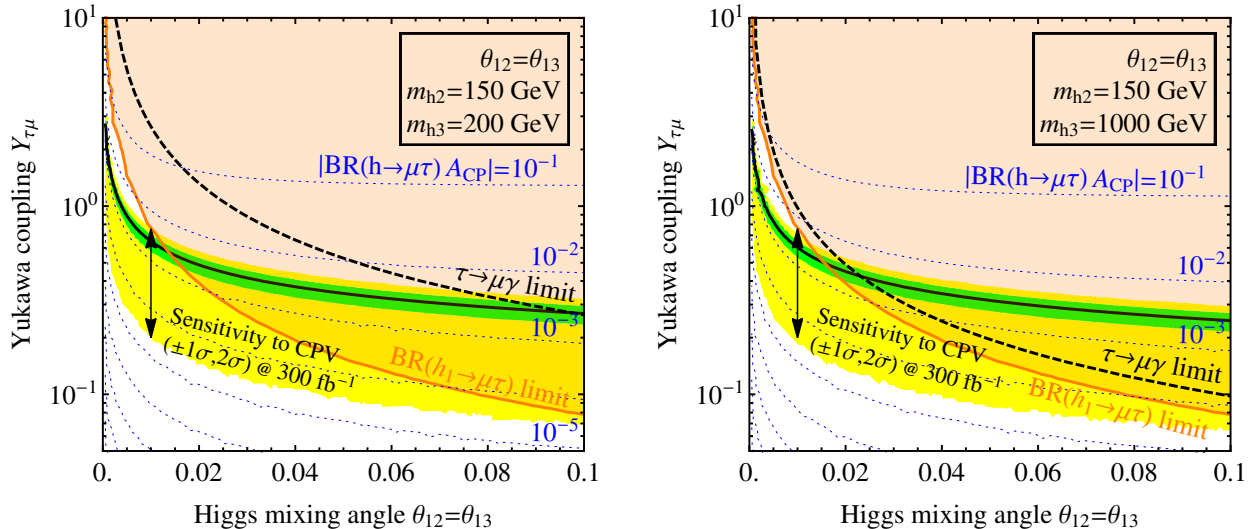 10¹
10⁰
10⁻¹
Yukawa coupling Yτμ
θ₁₂=θ₁₃
mh2=150 GeV
mh3=200 GeV
|BR(h→μτ) ACP|=10⁻¹
10⁻²
τ→μγ limit
10⁻³
Sensitivity to CPV
(±1σ,2σ) @ 300 fb⁻¹
BR(h₁→μτ) limit
10⁻⁵
0. 0.02 0.04 0.06 0.08 0.1
Higgs mixing angle θ₁₂=θ₁₃
10¹
10⁰
10⁻¹
Yukawa coupling Yτμ
θ₁₂=θ₁₃
mh2=150 GeV
mh3=1000 GeV
|BR(h→μτ) ACP|=10⁻¹
10⁻²
10⁻³
τ→μγ limit
Sensitivity to CPV
(±1σ,2σ) @ 300 fb⁻¹
BR(h₁→μτ) limit
0. 0.02 0.04 0.06 0.08 0.1
Higgs mixing angle θ₁₂=θ₁₃